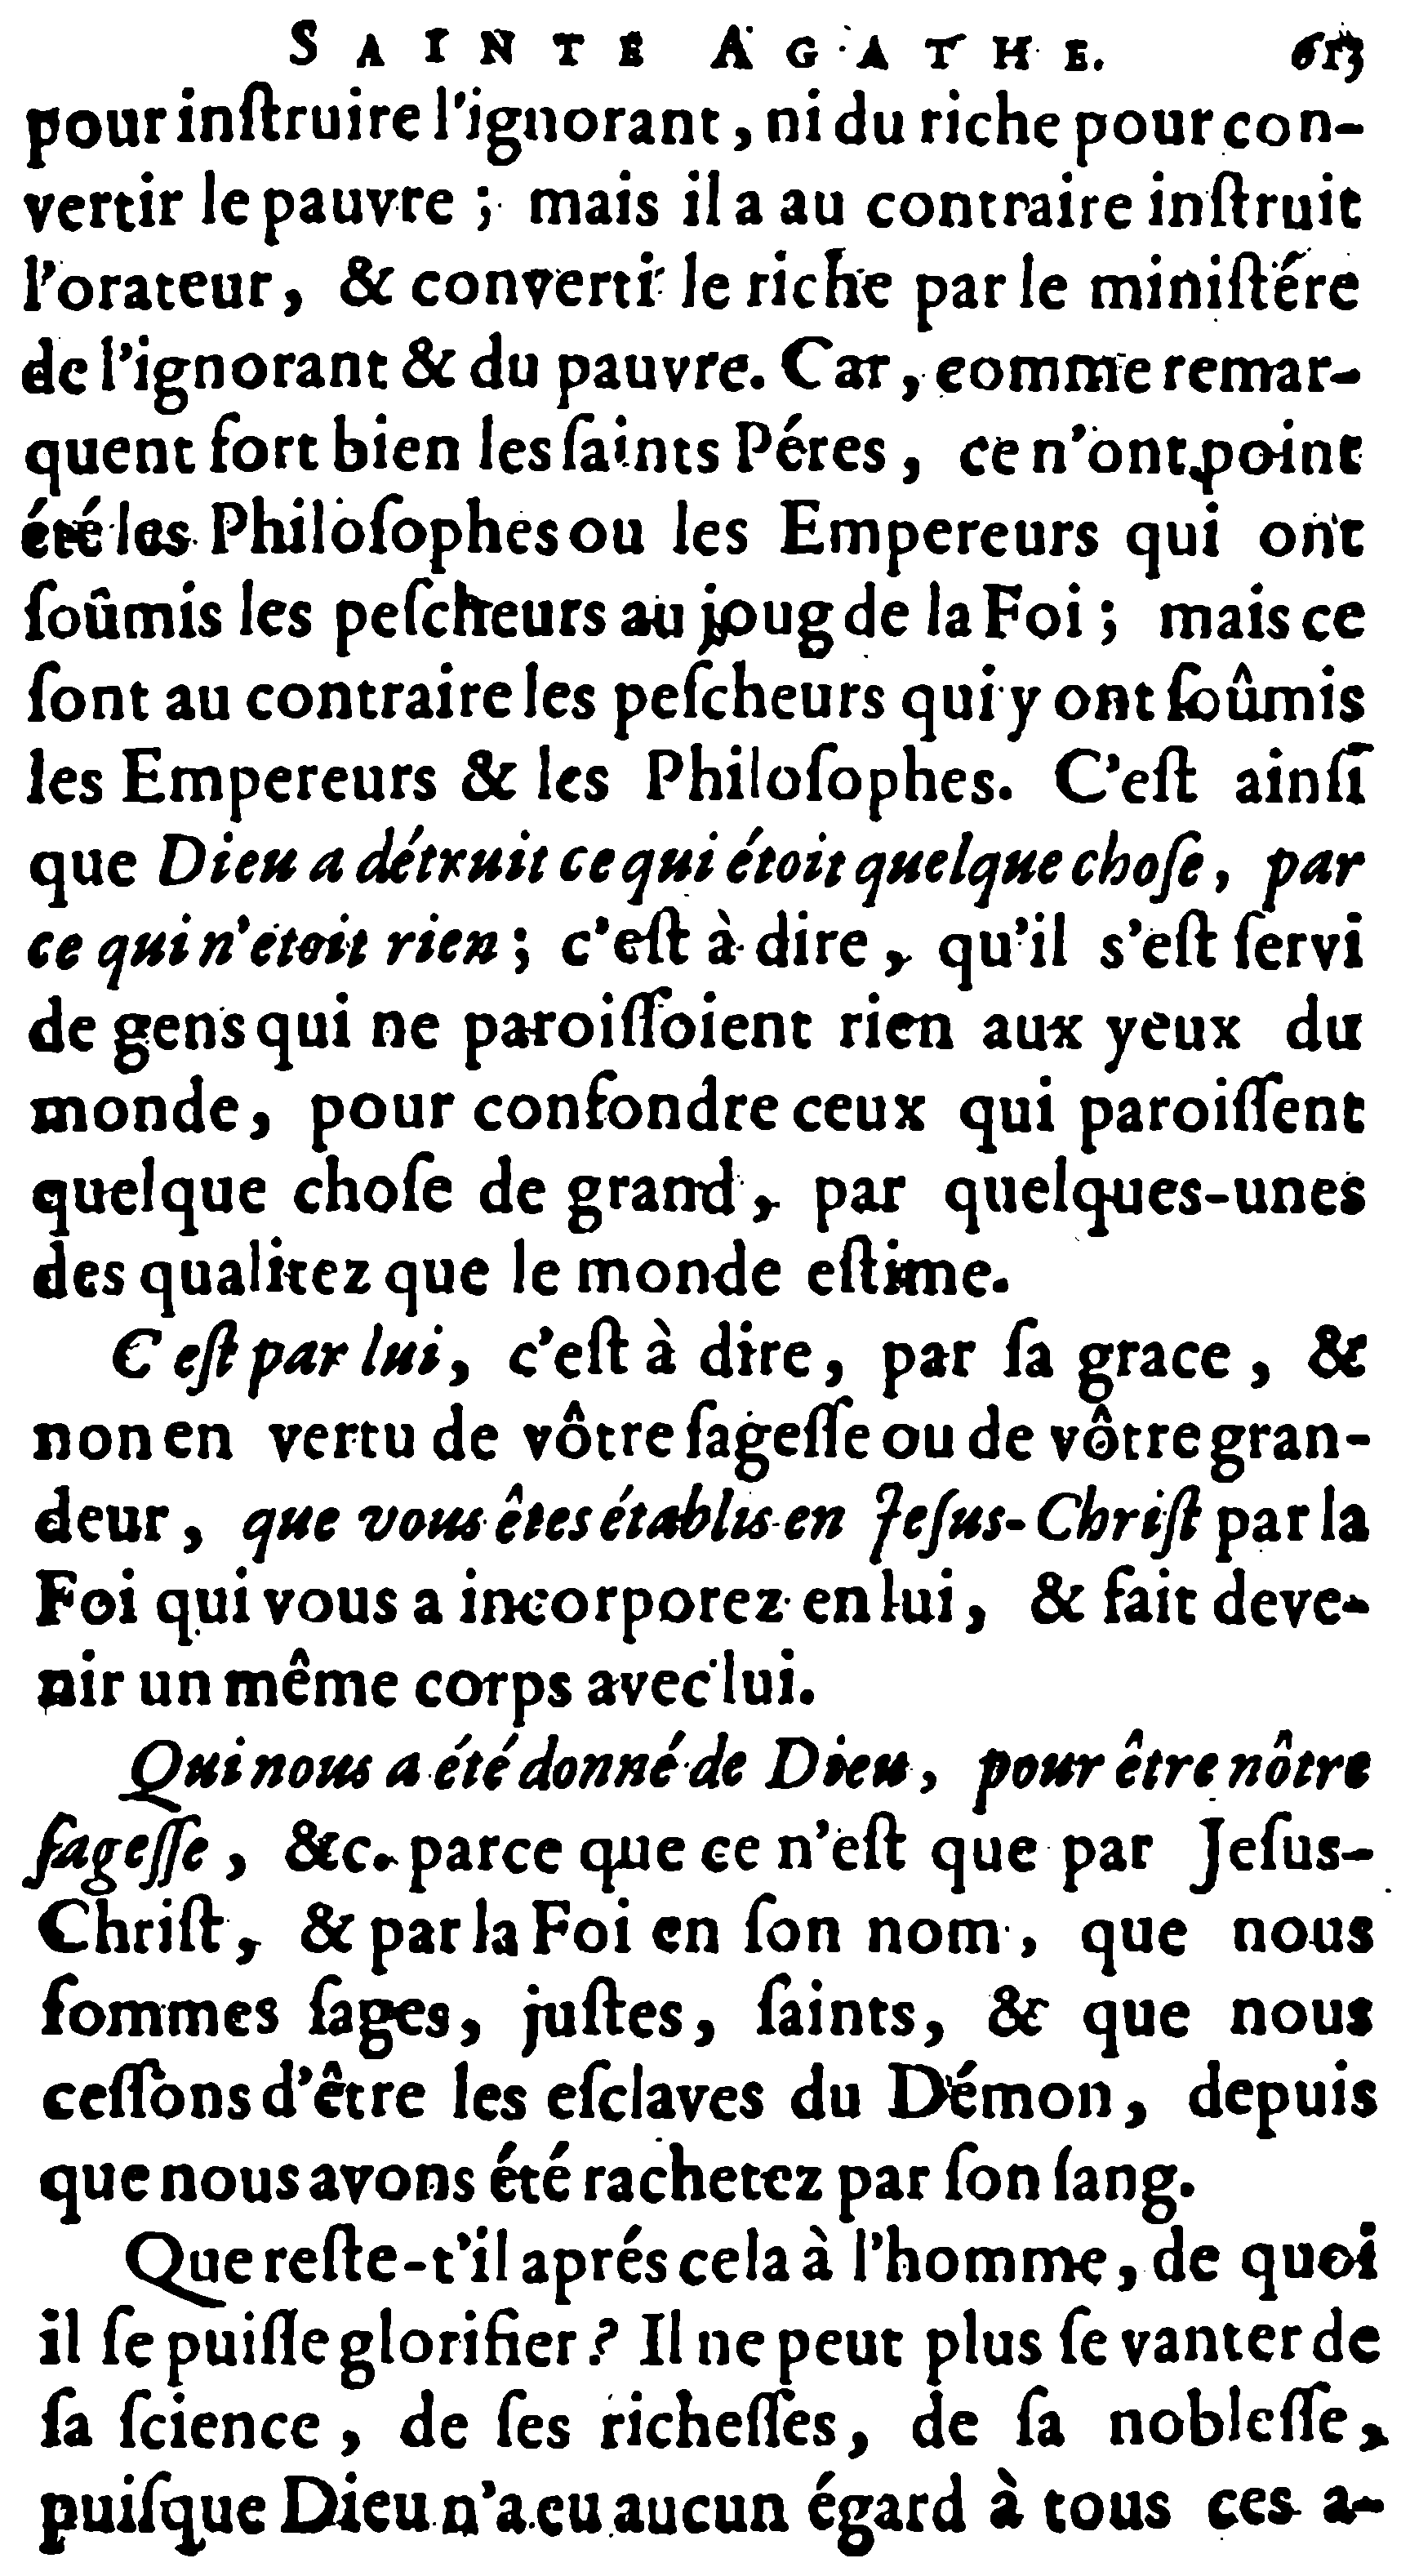 SAINTE AGATHE. 613
pour inſtruire l'ignorant, ni du riche pour con-
vertir le pauvre ; mais il a au contraire inſtruit
l'orateur, & converti le riche par le miniſtére
de l'ignorant & du pauvre. Car, comme remar-
quent fort bien les ſaints Péres, ce n'ont point
été les Philoſophes ou les Empereurs qui ont
ſoûmis les peſcheurs au joug de la Foi ; mais ce
ſont au contraire les peſcheurs qui y ont ſoûmis
les Empereurs & les Philoſophes. C'eſt ainſi
que Dieu a détruit ce qui étoit quelque choſe, par
ce qui n'étoit rien ; c'eſt à dire, qu'il s'eſt ſervi
de gens qui ne paroiſſoient rien aux yeux du
monde, pour confondre ceux qui paroiſſent
quelque choſe de grand, par quelques-unes
des qualitez que le monde eſtime.
C'eſt par lui, c'eſt à dire, par ſa grace, &
non en vertu de vôtre ſageſſe ou de vôtre gran-
deur, que vous êtes établis en Jeſus-Chriſt par la
Foi qui vous a incorporez en lui, & fait deve-
nir un même corps avec lui.
Qui nous a été donné de Dieu, pour être nôtre
ſageſſe, &c. parce que ce n'eſt que par Jeſus-
Chriſt, & par la Foi en ſon nom, que nous
ſommes ſages, juſtes, ſaints, & que nous
ceſſons d'être les eſclaves du Démon, depuis
que nous avons été rachetez par ſon ſang.
Que reſte-t'il aprés cela à l'homme, de quoi
il ſe puiſſe glorifier ? Il ne peut plus ſe vanter de
ſa ſcience, de ſes richeſſes, de ſa nobleſſe,
puiſque Dieu n'a eu aucun égard à tous ces a-